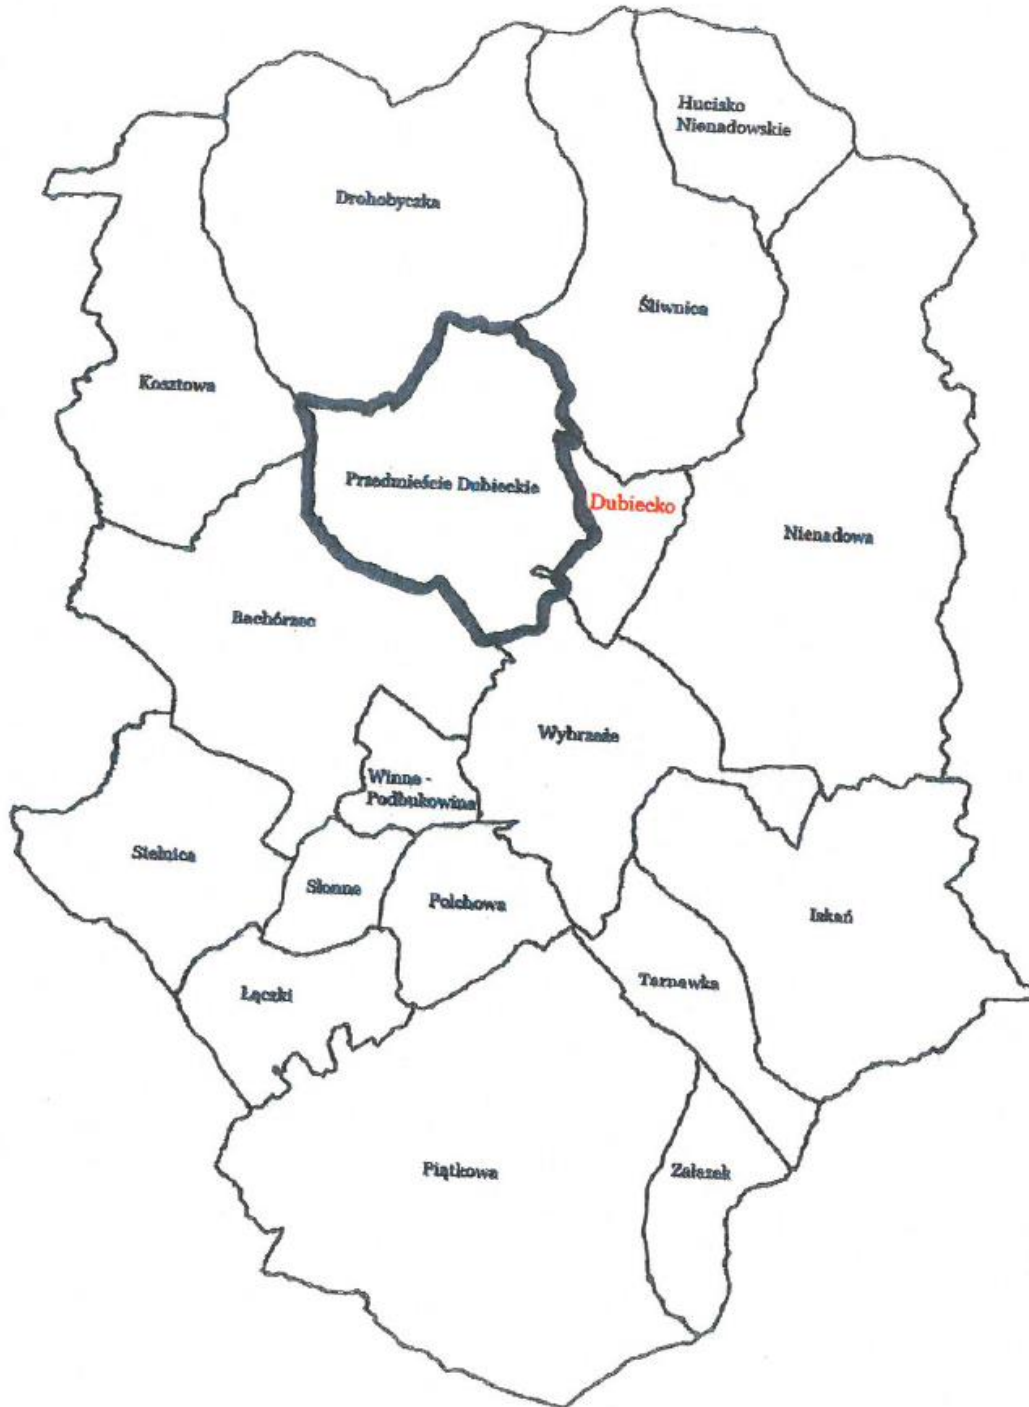 Hucisko
Nienadowskie
Drohobyczka
Śliwnica
Kosztowa
Przedmieście Dubieckie
Dubiecko
Nienadowa
Bachórzec
Wybrzeże
Winne -
Podbukowina
Sielnica
Słonne
Polchowa
Iskań
Tarnawka
Łączki
Piątkowa
Załazek